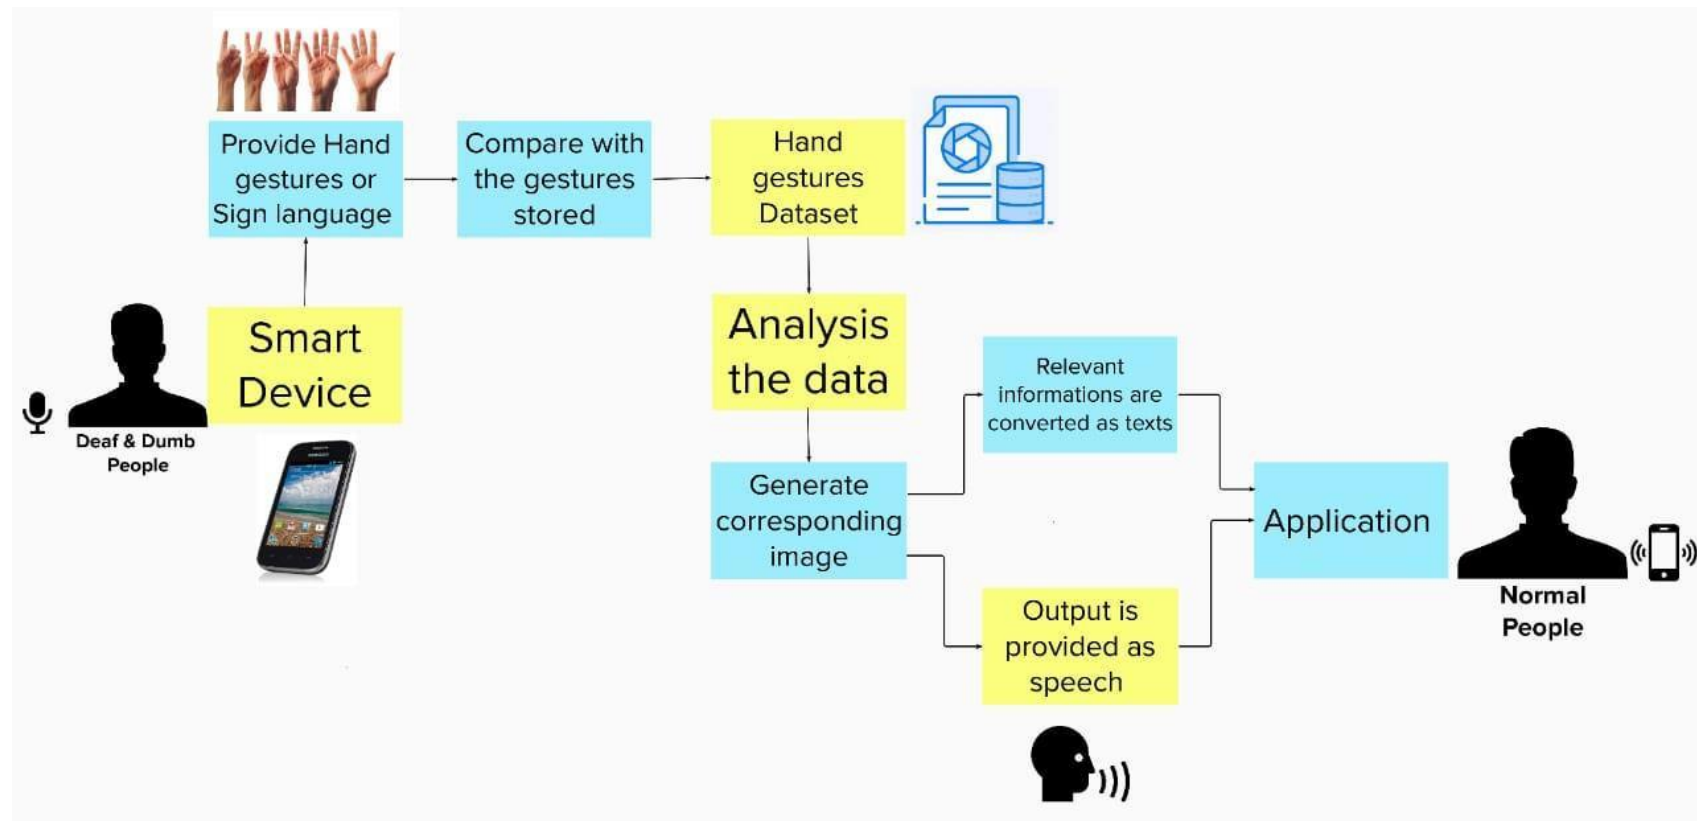 Provide Hand
gestures or
Sign language
Compare with
the gestures
stored
Hand
gestures
Dataset
Smart
Device
Deaf & Dumb
People
Analysis
the data
Generate
corresponding
image
Relevant
informations are
converted as texts
Output is
provided as
speech
Application
Normal
People